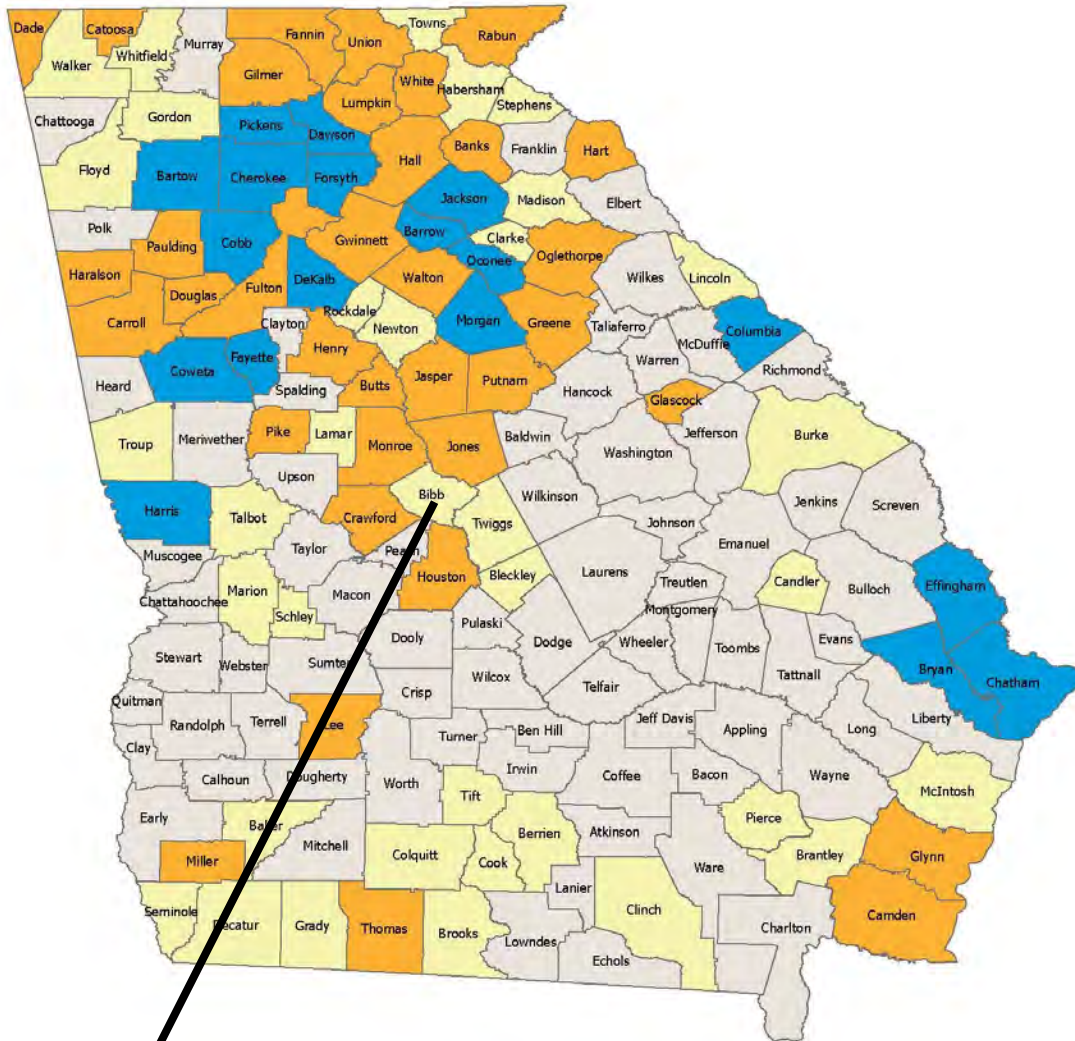 Dade
Catoosa
Fannin
Union
Towns
Rabun
Walker
Whitfield
Murray
Gilmer
White
Habersham
Stephens
Lumpkin
Chattooga
Gordon
Pickens
Dawson
Hall
Banks
Franklin
Hart
Floyd
Bartow
Cherokee
Forsyth
Jackson
Madison
Elbert
Polk
Cobb
Gwinnett
Barrow
Clarke
Oconee
Oglethorpe
Wilkes
Lincoln
Paulding
Haralson
Douglas
Fulton
DeKalb
Walton
Carroll
Rockdale
Newton
Morgan
Greene
Taliaferro
McDuffie
Columbia
Clayton
Henry
Warren
Richmond
Heard
Coweta
Fayette
Spalding
Butts
Jasper
Putnam
Hancock
Glascock
Troup
Meriwether
Pike
Lamar
Monroe
Jones
Baldwin
Washington
Jefferson
Burke
Upson
Harris
Talbot
Crawford
Bibb
Twiggs
Wilkinson
Johnson
Jenkins
Screven
Muscogee
Taylor
Houston
Bleckley
Laurens
Emanuel
Treutlen
Candler
Bulloch
Effingham
Chattahoochee
Marion
Schley
Macon
Dooly
Pulaski
Dodge
Montgomery
Wheeler
Toombs
Evans
Tattnall
Bryan
Chatham
Stewart
Webster
Sumter
Crisp
Wilcox
Telfair
Quitman
Randolph
Terrell
Lee
Turner
Ben Hill
Jeff Davis
Appling
Long
Liberty
Clay
Calhoun
Dougherty
Worth
Irwin
Coffee
Bacon
Wayne
McIntosh
Early
Baker
Mitchell
Tift
Berrien
Atkinson
Pierce
Brantley
Glynn
Miller
Colquitt
Cook
Lanier
Ware
Seminole
Decatur
Grady
Thomas
Brooks
Lowndes
Echols
Clinch
Charlton
Camden